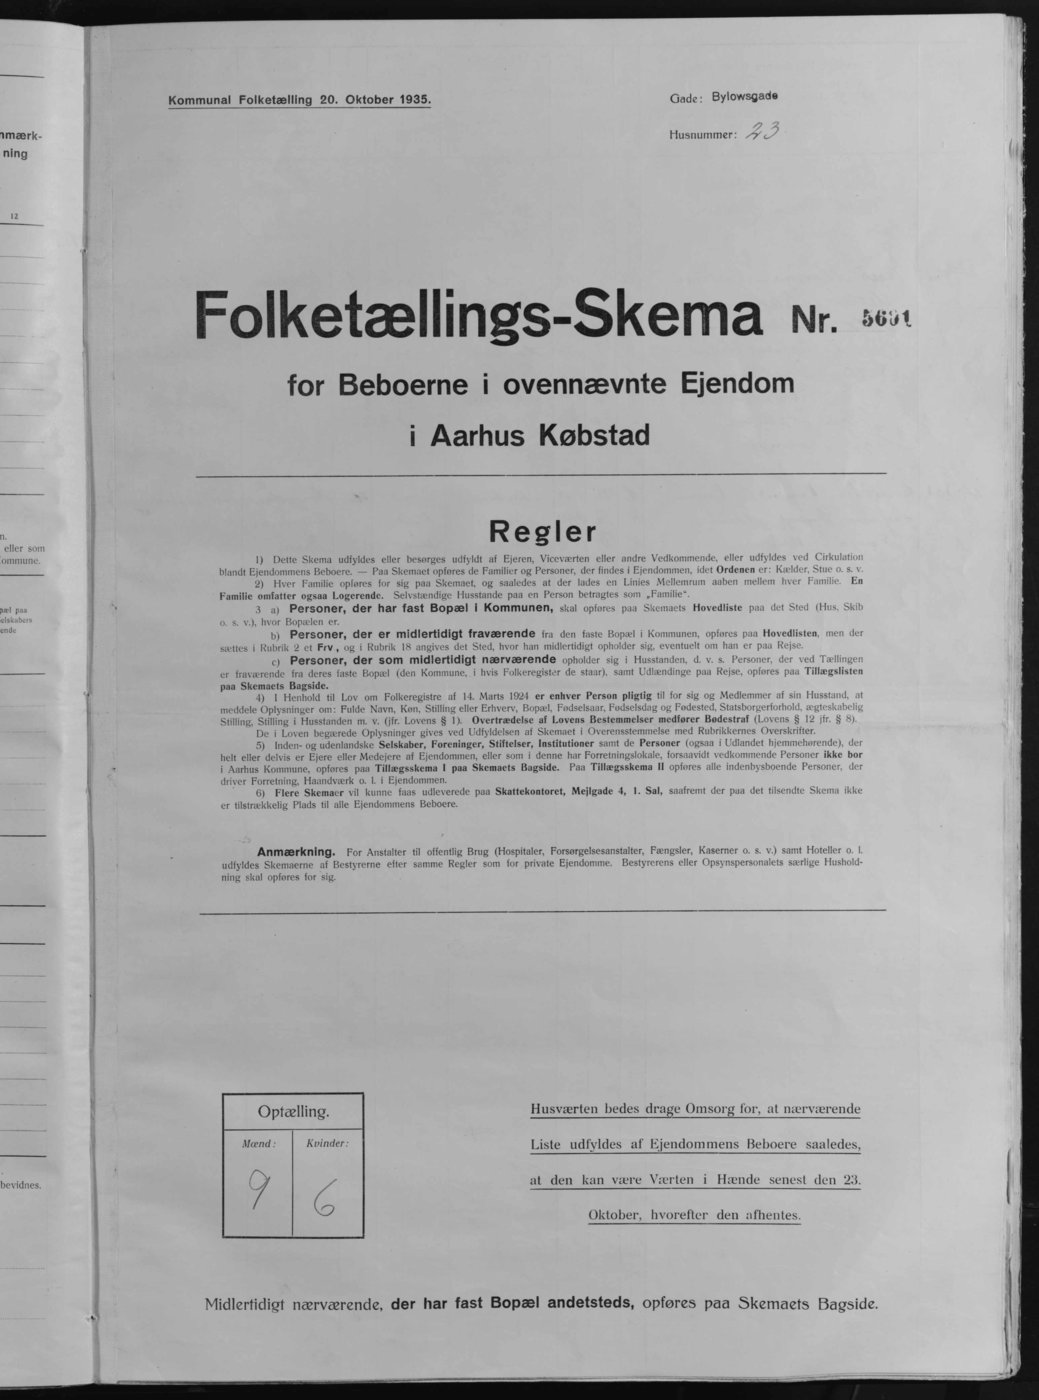 nmærk-
ning
12
n.
eller som
ommune.
pæl paa
elskabers
ende
bevidnes.
Kommunal Folketælling 20. Oktober 1935.
Gade: Bylowsgade
Husnummer: 23
Folketællings-Skema Nr. 5691
for Beboerne i ovennævnte Ejendom
i Aarhus Købstad
Regler
1) Dette Skema udfyldes eller besørges udfyldt af Ejeren, Viceværten eller andre Vedkommende, eller udfyldes ved Cirkulation
blandt Ejendommens Beboere. — Paa Skemaet opføres de Familier og Personer, der findes i Ejendommen, idet Ordenen er: Kælder, Stue o. s. v.
2) Hver Familie opføres for sig paa Skemaet, og saaledes at der lades en Linies Mellemrum aaben mellem hver Familie. En
Familie omfatter ogsaa Logerende. Selvstændige Husstande paa en Person betragtes som „Familie“.
3 a) Personer, der har fast Bopæl i Kommunen, skal opføres paa Skemaets Hovedliste paa det Sted (Hus, Skib
o. s. v.), hvor Bopælen er.
b) Personer, der er midlertidigt fraværende fra den faste Bopæl i Kommunen, opføres paa Hovedlisten, men der
sættes i Rubrik 2 et Frv, og i Rubrik 18 angives det Sted, hvor han midlertidigt opholder sig, eventuelt om han er paa Rejse.
c) Personer, der som midlertidigt nærværende opholder sig i Husstanden, d. v. s. Personer, der ved Tællingen
er fraværende fra deres faste Bopæl (den Kommune, i hvis Folkeregister de staar), samt Udlændinge paa Rejse, opføres paa Tillægslisten
paa Skemaets Bagside.
4) I Henhold til Lov om Folkeregistre af 14. Marts 1924 er enhver Person pligtig til for sig og Medlemmer af sin Husstand, at
meddele Oplysninger om: Fulde Navn, Køn, Stilling eller Erhverv, Bopæl, Fødselsaar, Fødselsdag og Fødested, Statsborgerforhold, ægteskabelig
Stilling, Stilling i Husstanden m. v. (jfr. Lovens § 1). Overtrædelse af Lovens Bestemmelser medfører Bødestraf (Lovens § 12 jfr. § 8).
De i Loven begærede Oplysninger gives ved Udfyldelsen af Skemaet i Overensstemmelse med Rubrikkernes Overskrifter.
5) Inden- og udenlandske Selskaber, Foreninger, Stiftelser, Institutioner samt de Personer (ogsaa i Udlandet hjemmehørende), der
helt eller delvis er Ejere eller Medejere af Ejendommen, eller som i denne har Forretningslokale, forsaavidt vedkommende Personer ikke bor
i Aarhus Kommune, opføres paa Tillægsskema I paa Skemaets Bagside. Paa Tillægsskema II opføres alle indenbysboende Personer, der
driver Forretning, Haandværk o. l. i Ejendommen.
6) Flere Skemaer vil kunne faas udleverede paa Skattekontoret, Mejlgade 4, 1. Sal, saafremt der paa det tilsendte Skema ikke
er tilstrækkelig Plads til alle Ejendommens Beboere.
Anmærkning. For Anstalter til offentlig Brug (Hospitaler, Forsørgelsesanstalter, Fængsler, Kaserner o. s. v.) samt Hoteller o. l.
udfyldes Skemaerne af Bestyrerne efter samme Regler som for private Ejendomme. Bestyrerens eller Opsynspersonalets særlige Hushold-
ning skal opføres for sig.
Optælling.
Mænd: Kvinder:
9 6
Husværten bedes drage Omsorg for, at nærværende
Liste udfyldes af Ejendommens Beboere saaledes,
at den kan være Værten i Hænde senest den 23.
Oktober, hvorefter den afhentes.
Midlertidigt nærværende, der har fast Bopæl andetsteds, opføres paa Skemaets Bagside.